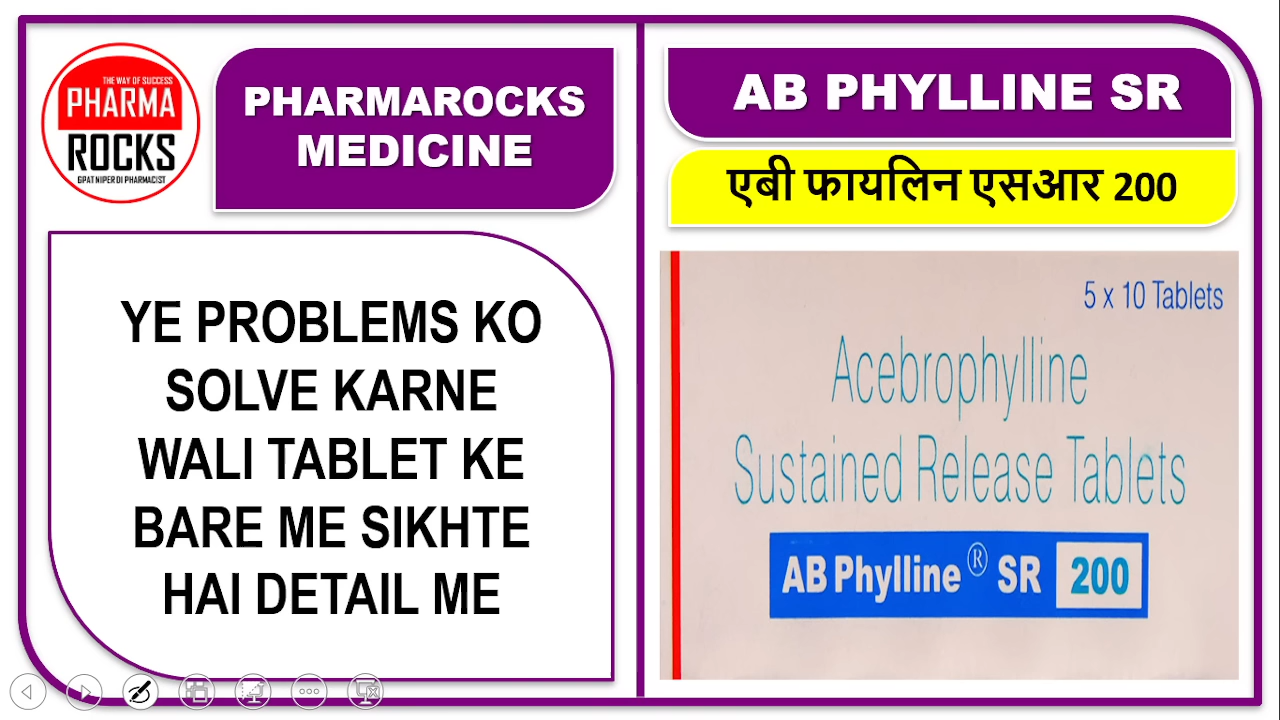 THE WAY OF SUCCESS
PHARMA
ROCKS
GPAT NIPER DI PHARMACIST
PHARMAROCKS
MEDICINE
YE PROBLEMS KO
SOLVE KARNE
WALI TABLET KE
BARE ME SIKHTE
HAI DETAIL ME
AB PHYLLINE SR
एबी फायलिन एसआर 200
5 x 10 Tablets
Acebrophylline
Sustained Release Tablets
AB Phylline® SR 200